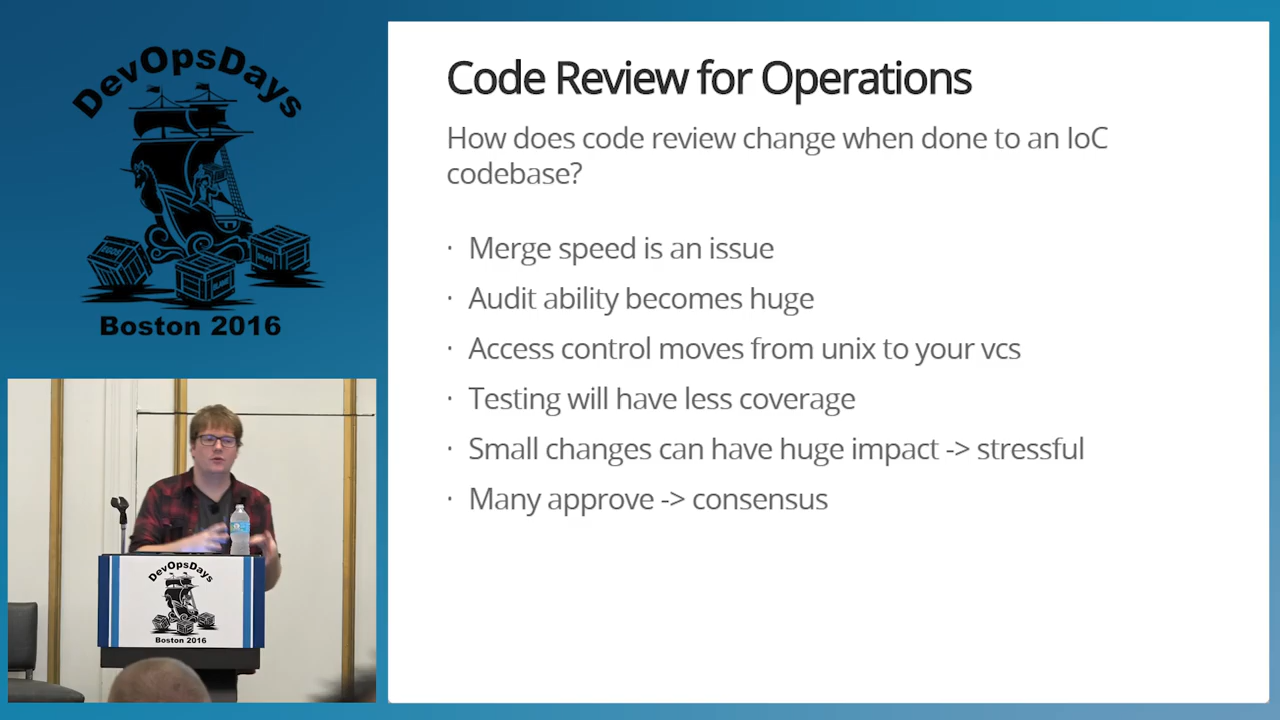 DevOpsDays
Boston 2016
Code Review for Operations
How does code review change when done to an IoC
codebase?
· Merge speed is an issue
· Audit ability becomes huge
· Access control moves from unix to your vcs
· Testing will have less coverage
· Small changes can have huge impact -> stressful
· Many approve -> consensus
DevOpsDays
Boston 2016